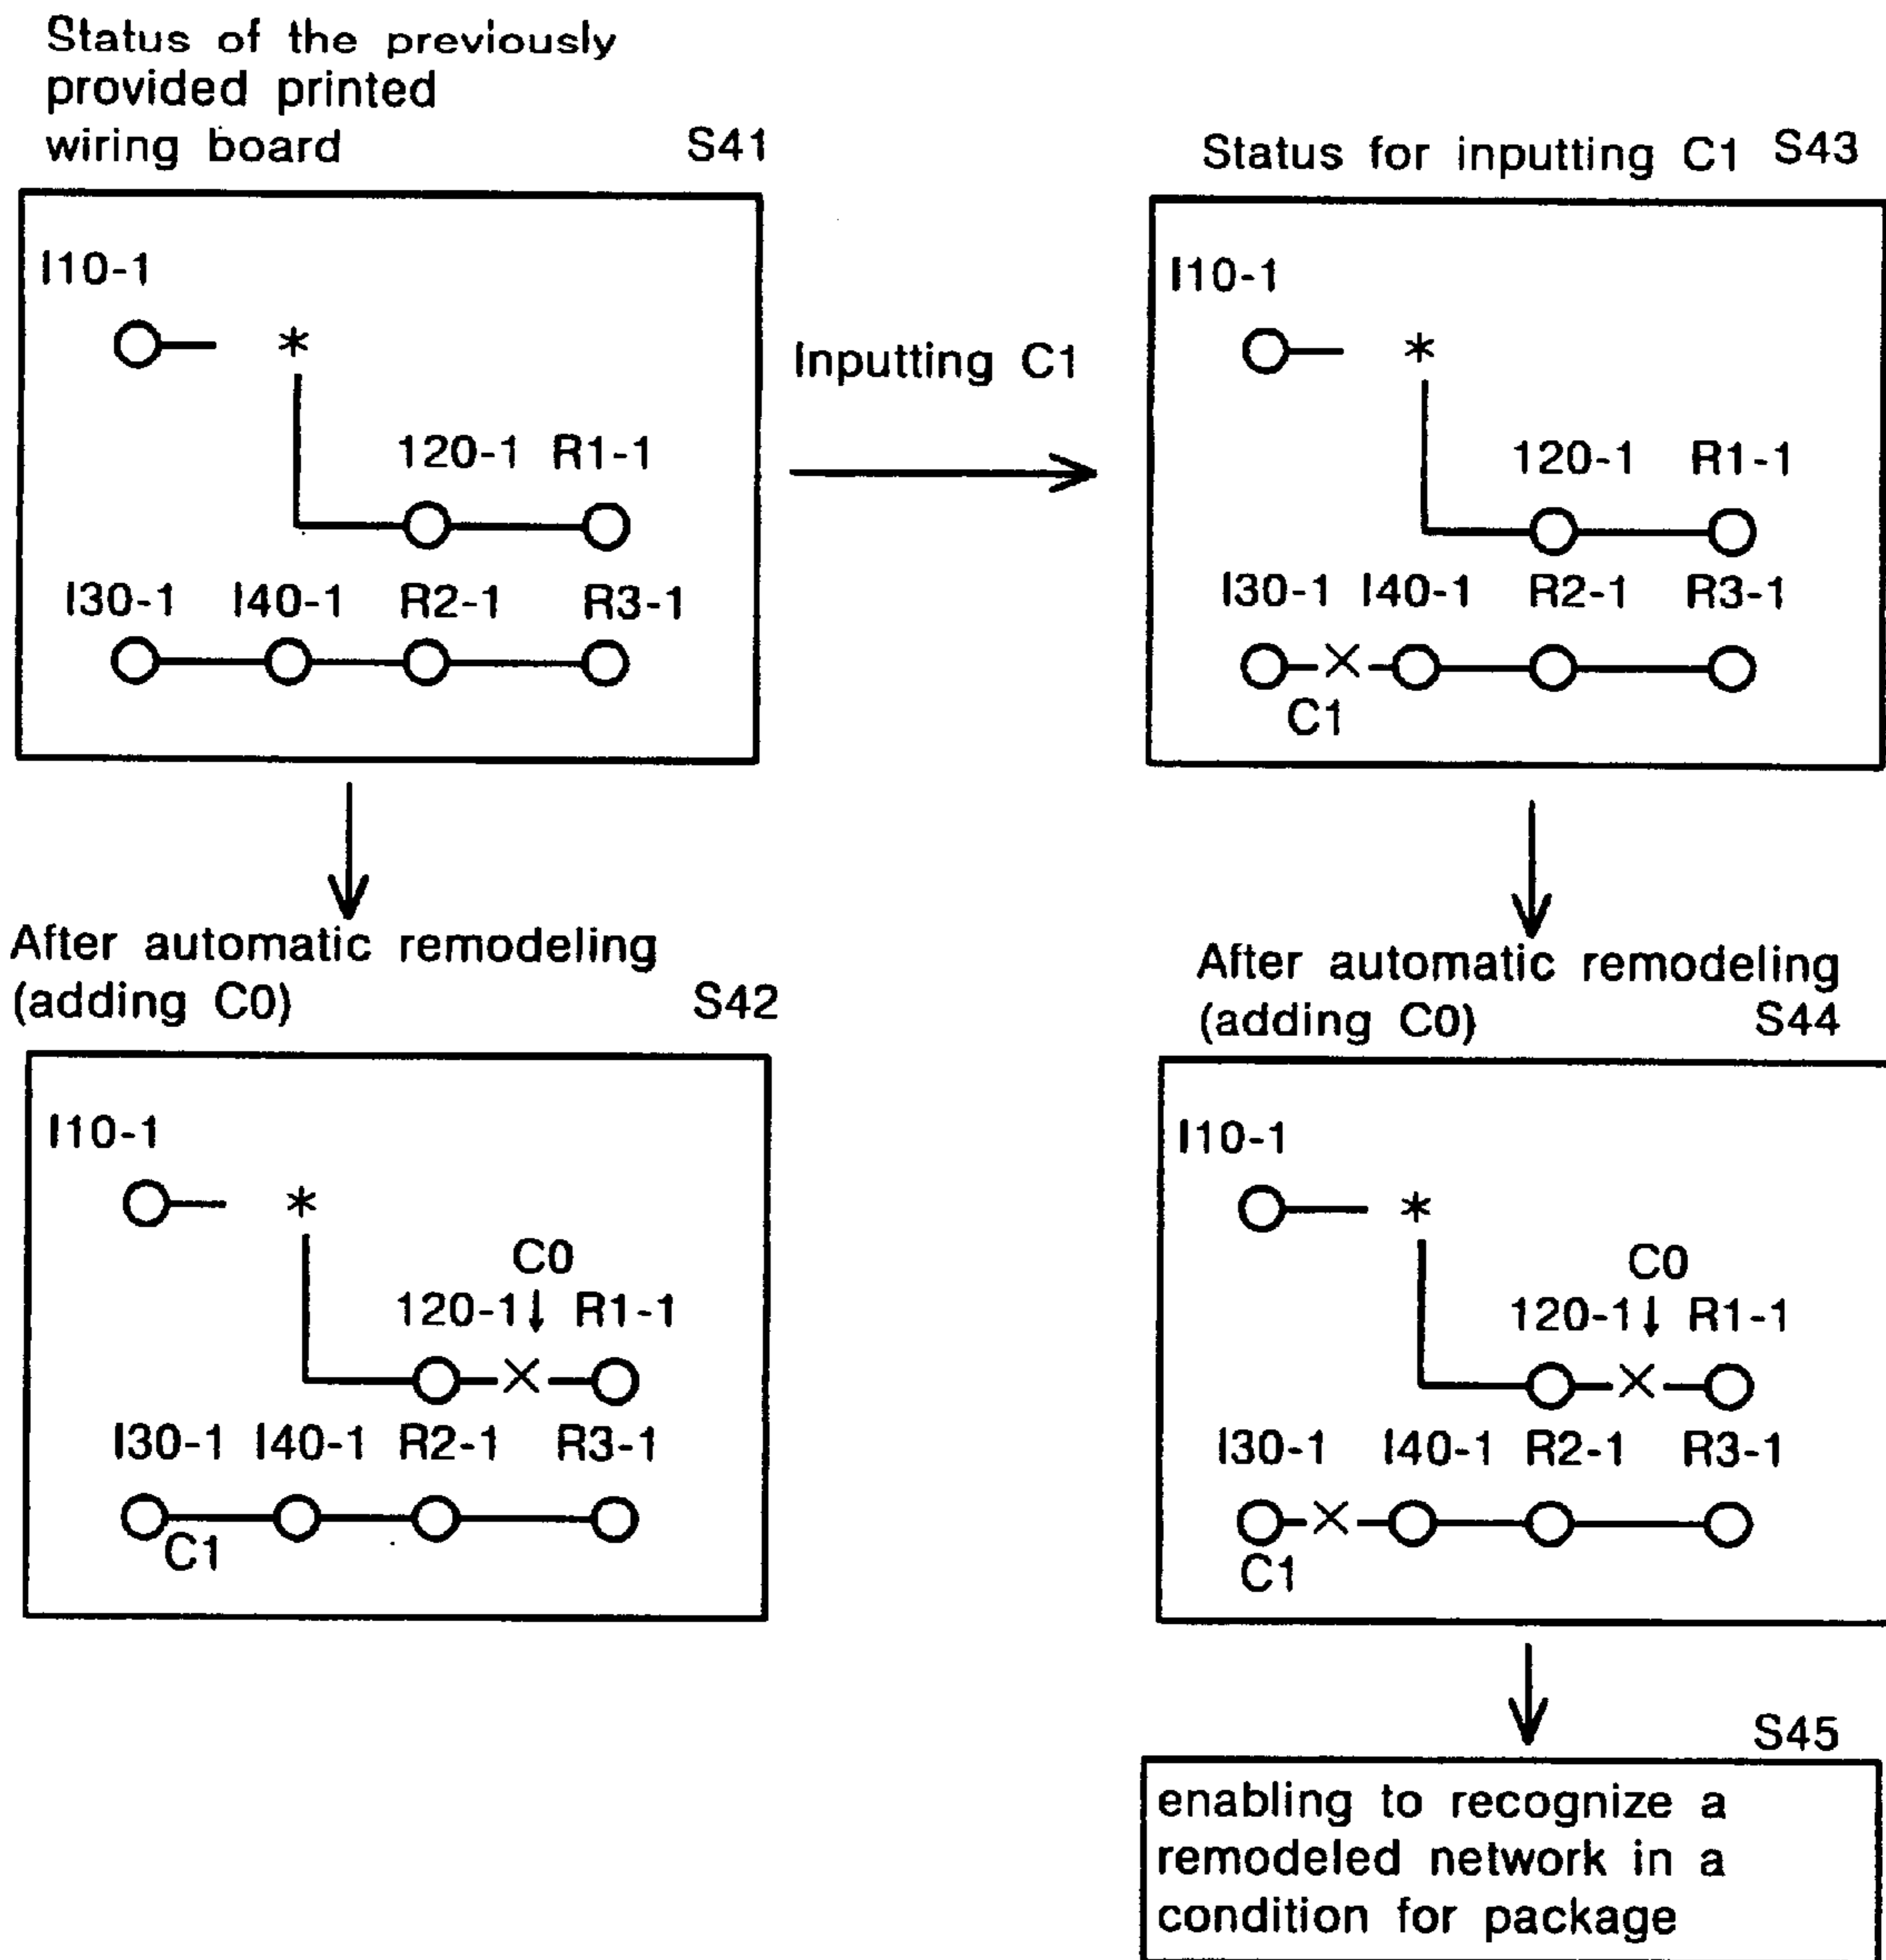 Status of the previously
provided printed
wiring board S41
I10-1
*
120-1 R1-1
I30-1 I40-1 R2-1 R3-1
Inputting C1
Status for inputting C1 S43
I10-1
*
120-1 R1-1
I30-1 I40-1 R2-1 R3-1
C1
After automatic remodeling
(adding C0) S42
I10-1
*
C0
120-1 R1-1
I30-1 I40-1 R2-1 R3-1
C1
After automatic remodeling
(adding C0) S44
I10-1
*
C0
120-1 R1-1
I30-1 I40-1 R2-1 R3-1
C1
S45
enabling to recognize a
remodeled network in a
condition for package